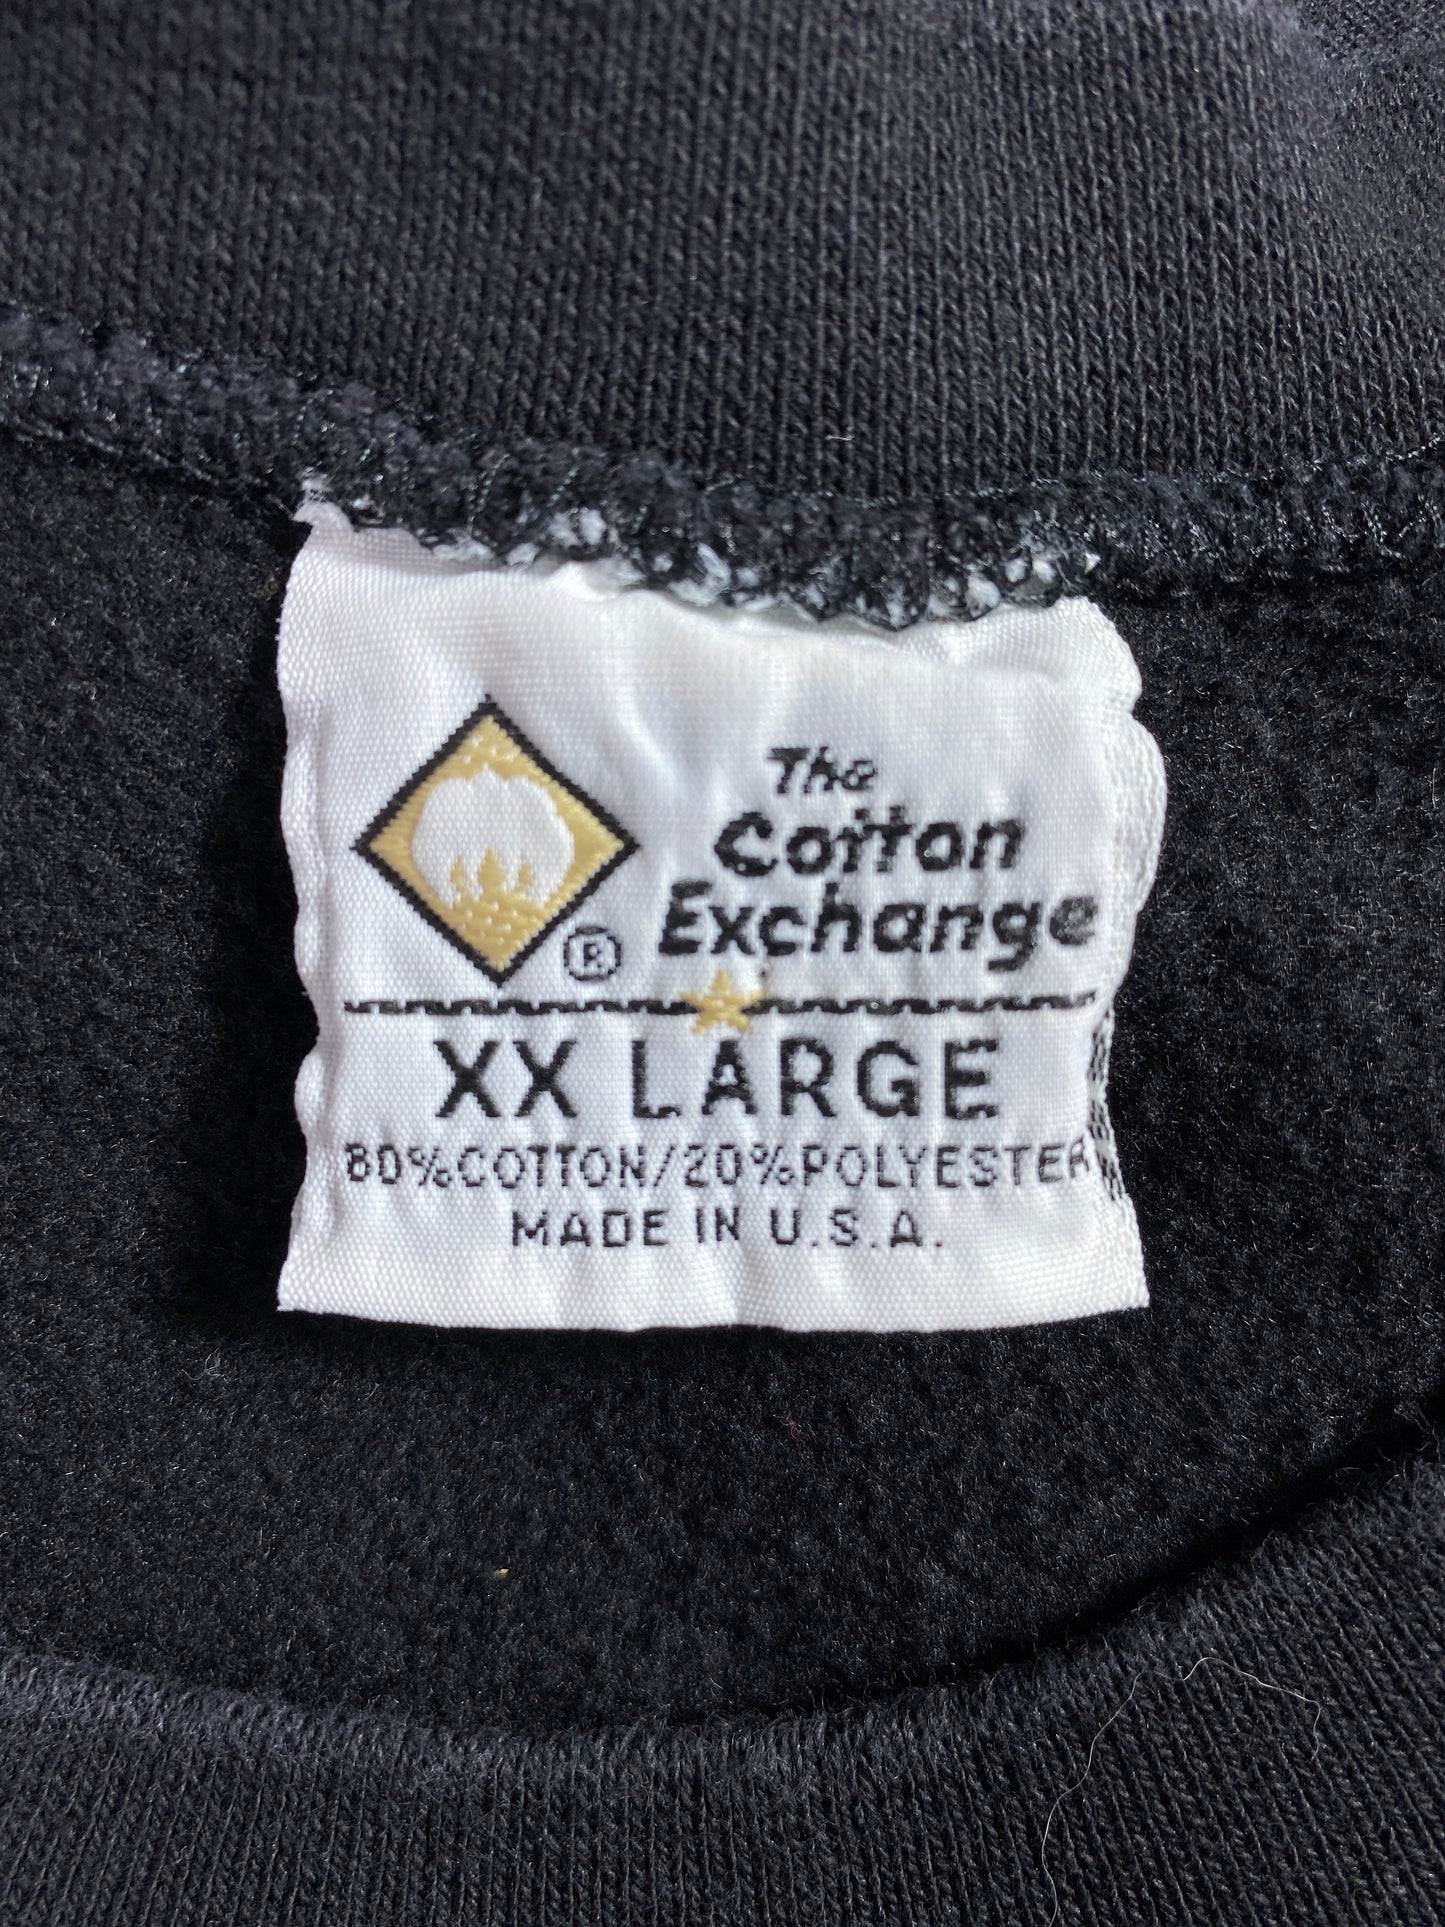 The
Cotton
Exchange
®
XX LARGE
80%COTTON/20%POLYESTER
MADE IN U.S.A.